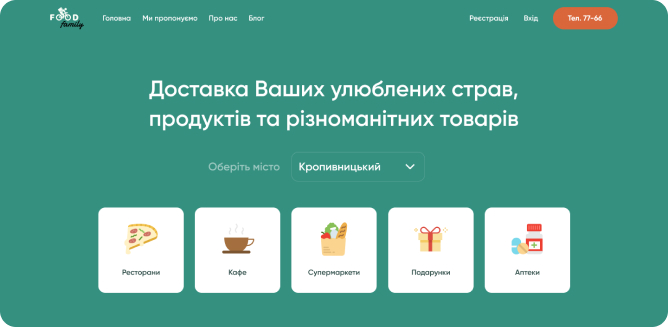 FOOD
family
Головна Ми пропонуємо Про нас Блог Реєстрація Вхід Тел. 77-66
Доставка Ваших улюблених страв,
продуктів та різноманітних товарів
Оберіть місто Кропивницький
Ресторани Кафе Супермаркети Подарунки Аптеки